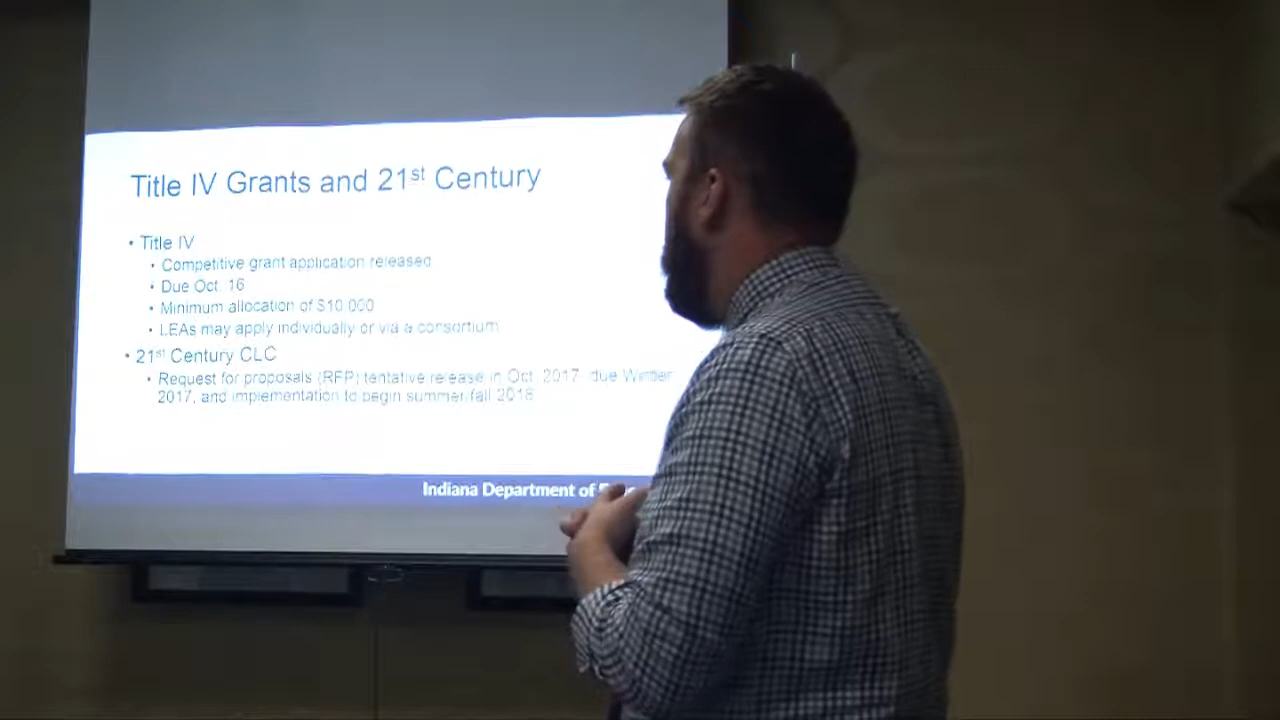 Title IV Grants and 21st Century
• Title IV
• Competitive grant application released
• Due Oct. 16
• Minimum allocation of $10,000
• LEAs may apply individually or via a consortium
• 21st Century CLC
• Request for proposals (RFP) tentative release in Oct. 2017, due Winter
2017, and implementation to begin summer/fall 2018
Indiana Department of